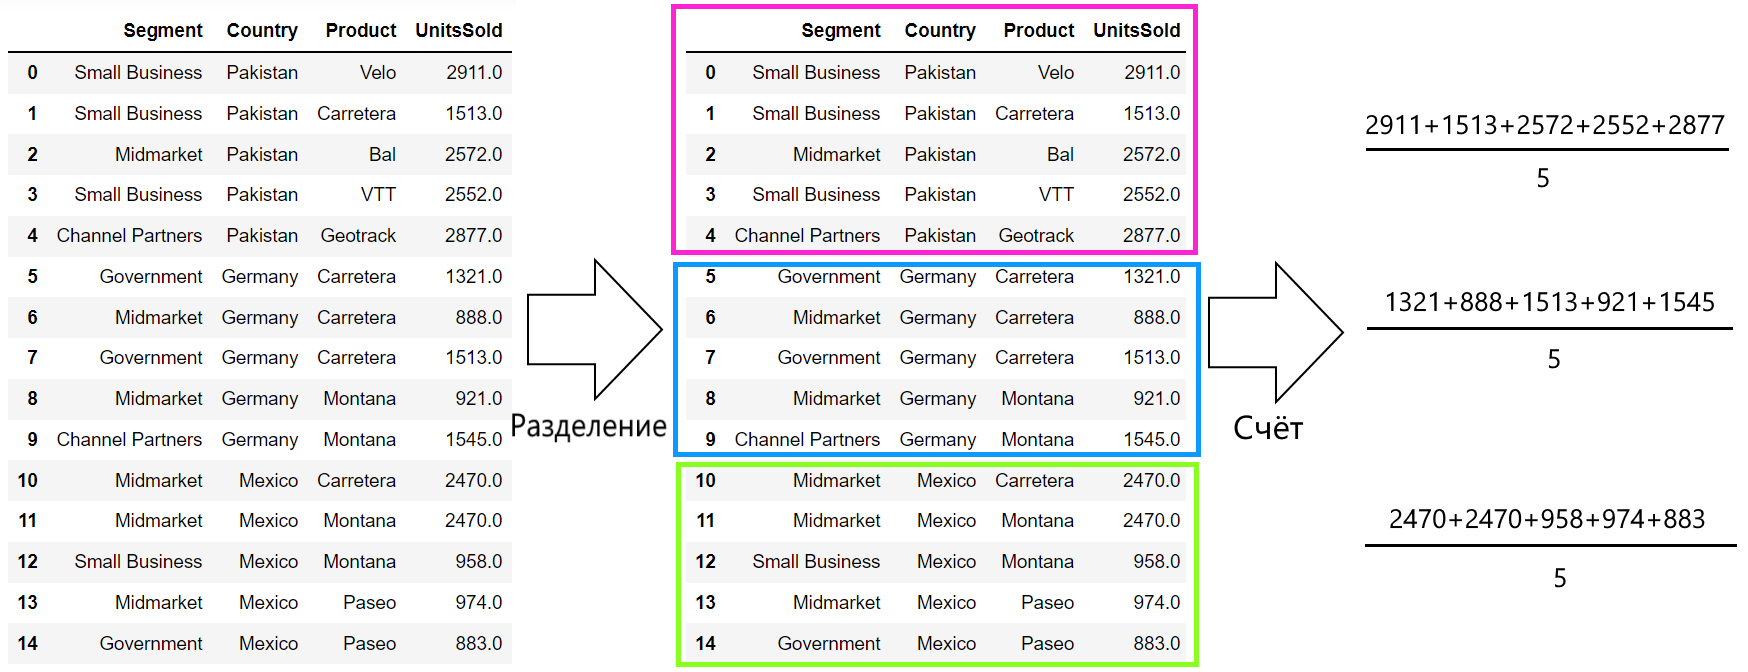 Segment Country Product UnitsSold
0 Small Business Pakistan Velo 2911.0
1 Small Business Pakistan Carretera 1513.0
2 Midmarket Pakistan Bal 2572.0
3 Small Business Pakistan VTT 2552.0
4 Channel Partners Pakistan Geotrack 2877.0
5 Government Germany Carretera 1321.0
6 Midmarket Germany Carretera 888.0
7 Government Germany Carretera 1513.0
8 Midmarket Germany Montana 921.0
9 Channel Partners Germany Montana 1545.0
10 Midmarket Mexico Carretera 2470.0
11 Midmarket Mexico Montana 2470.0
12 Small Business Mexico Montana 958.0
13 Midmarket Mexico Paseo 974.0
14 Government Mexico Paseo 883.0
Разделение
Segment Country Product UnitsSold
0 Small Business Pakistan Velo 2911.0
1 Small Business Pakistan Carretera 1513.0
2 Midmarket Pakistan Bal 2572.0
3 Small Business Pakistan VTT 2552.0
4 Channel Partners Pakistan Geotrack 2877.0
5 Government Germany Carretera 1321.0
6 Midmarket Germany Carretera 888.0
7 Government Germany Carretera 1513.0
8 Midmarket Germany Montana 921.0
9 Channel Partners Germany Montana 1545.0
10 Midmarket Mexico Carretera 2470.0
11 Midmarket Mexico Montana 2470.0
12 Small Business Mexico Montana 958.0
13 Midmarket Mexico Paseo 974.0
14 Government Mexico Paseo 883.0
Счёт
2911+1513+2572+2552+2877
5
1321+888+1513+921+1545
5
2470+2470+958+974+883
5